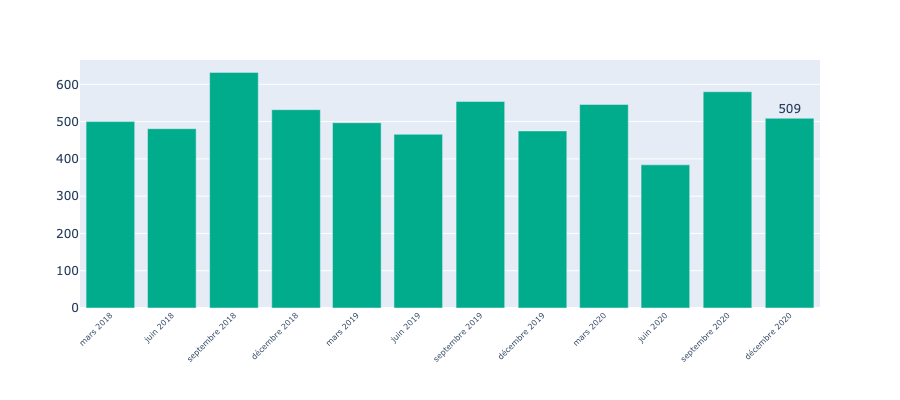 600
500
400
300
200
100
0
509
mars 2018
juin 2018
septembre 2018
décembre 2018
mars 2019
juin 2019
septembre 2019
décembre 2019
mars 2020
juin 2020
septembre 2020
décembre 2020